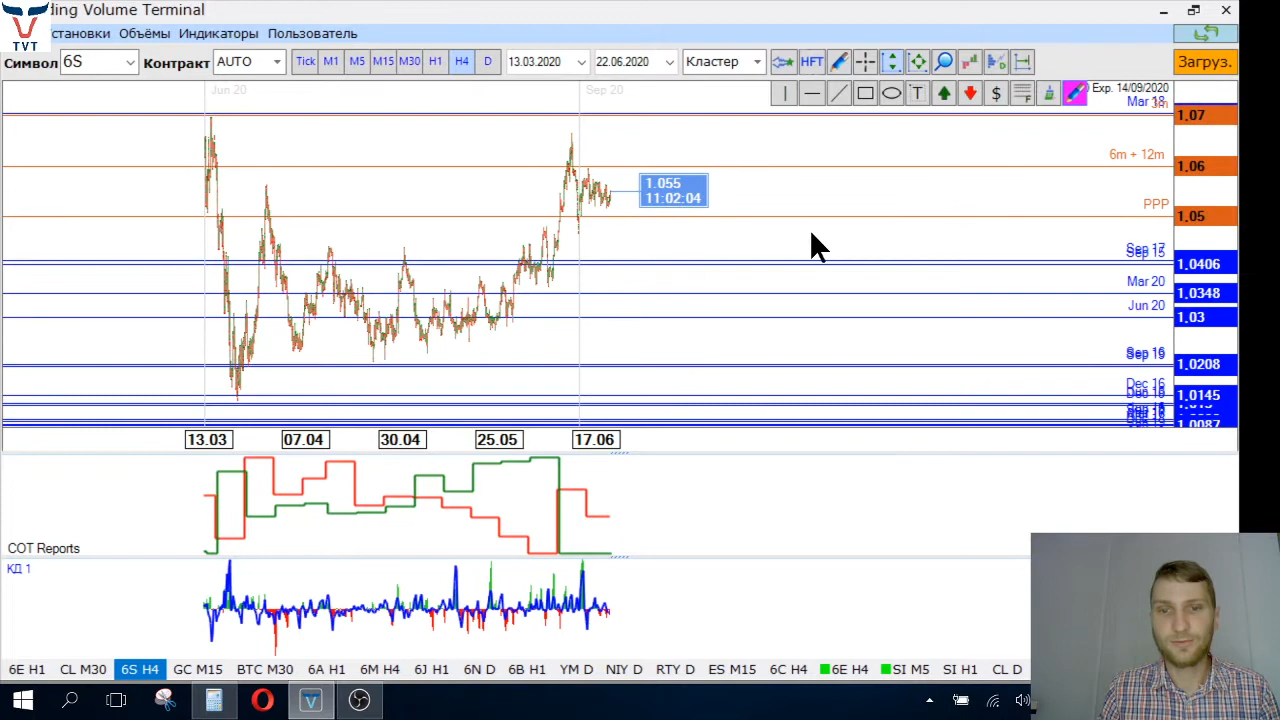 ding Volume Terminal
TVT
становки Объёмы Индикаторы Пользователь
Символ 6S Контракт AUTO Tick M1 M5 M15 M30 H1 H4 D 13.03.2020 22.06.2020 Кластер HFT Загруз.
T $ F
Jun 20 Sep 20 Exp. 14/09/2020
Mar 18 3m 1.07
6m + 12m 1.06
1.055
11:02:04
PPP 1.05
Sep 17
Sep 15
1.0406
Mar 20 1.0348
Jun 20 1.03
Sep 16
Sep 19
1.0208
Dec 16
1.0145
1.0087
13.03 07.04 30.04 25.05 17.06
COT Reports
КД 1
6E H1 CL M30 6S H4 GC M15 BTC M30 6A H1 6M H4 6J H1 6N D 6B H1 YM D NIY D RTY D ES M15 6C H4 6E H4 SI M5 SI H1 CL D